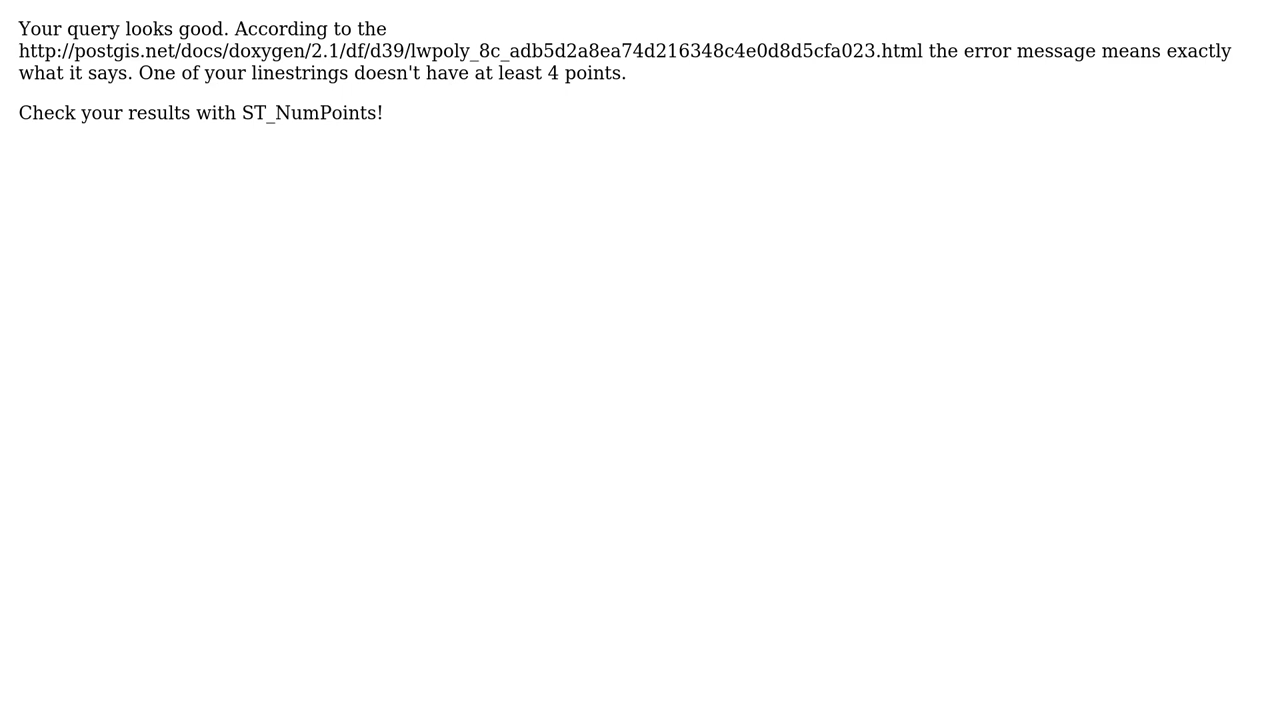 Your query looks good. According to the
http://postgis.net/docs/doxygen/2.1/df/d39/lwpoly_8c_adb5d2a8ea74d216348c4e0d8d5cfa023.html the error message means exactly
what it says. One of your linestrings doesn't have at least 4 points.
Check your results with ST_NumPoints!